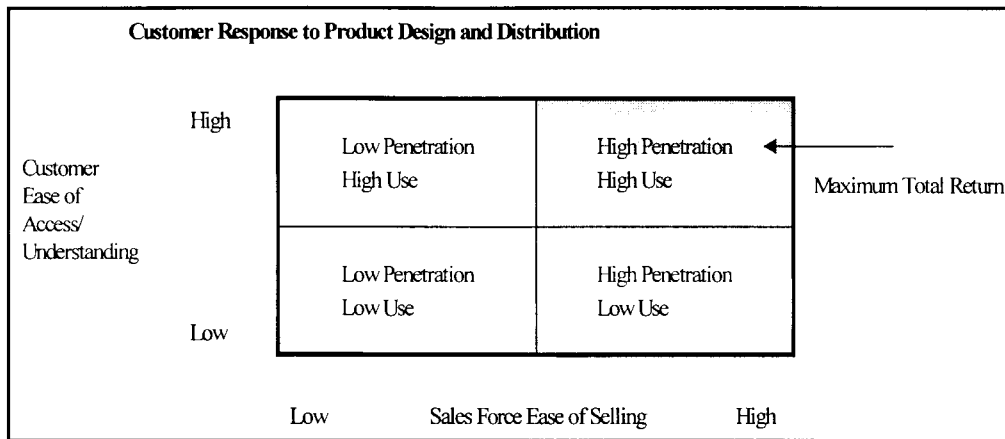 Customer Response to Product Design and Distribution
High
Customer
Ease of
Access/
Understanding
Low Penetration
High Use
High Penetration
High Use
Maximum Total Return
Low Penetration
Low Use
High Penetration
Low Use
Low
Low Sales Force Ease of Selling High